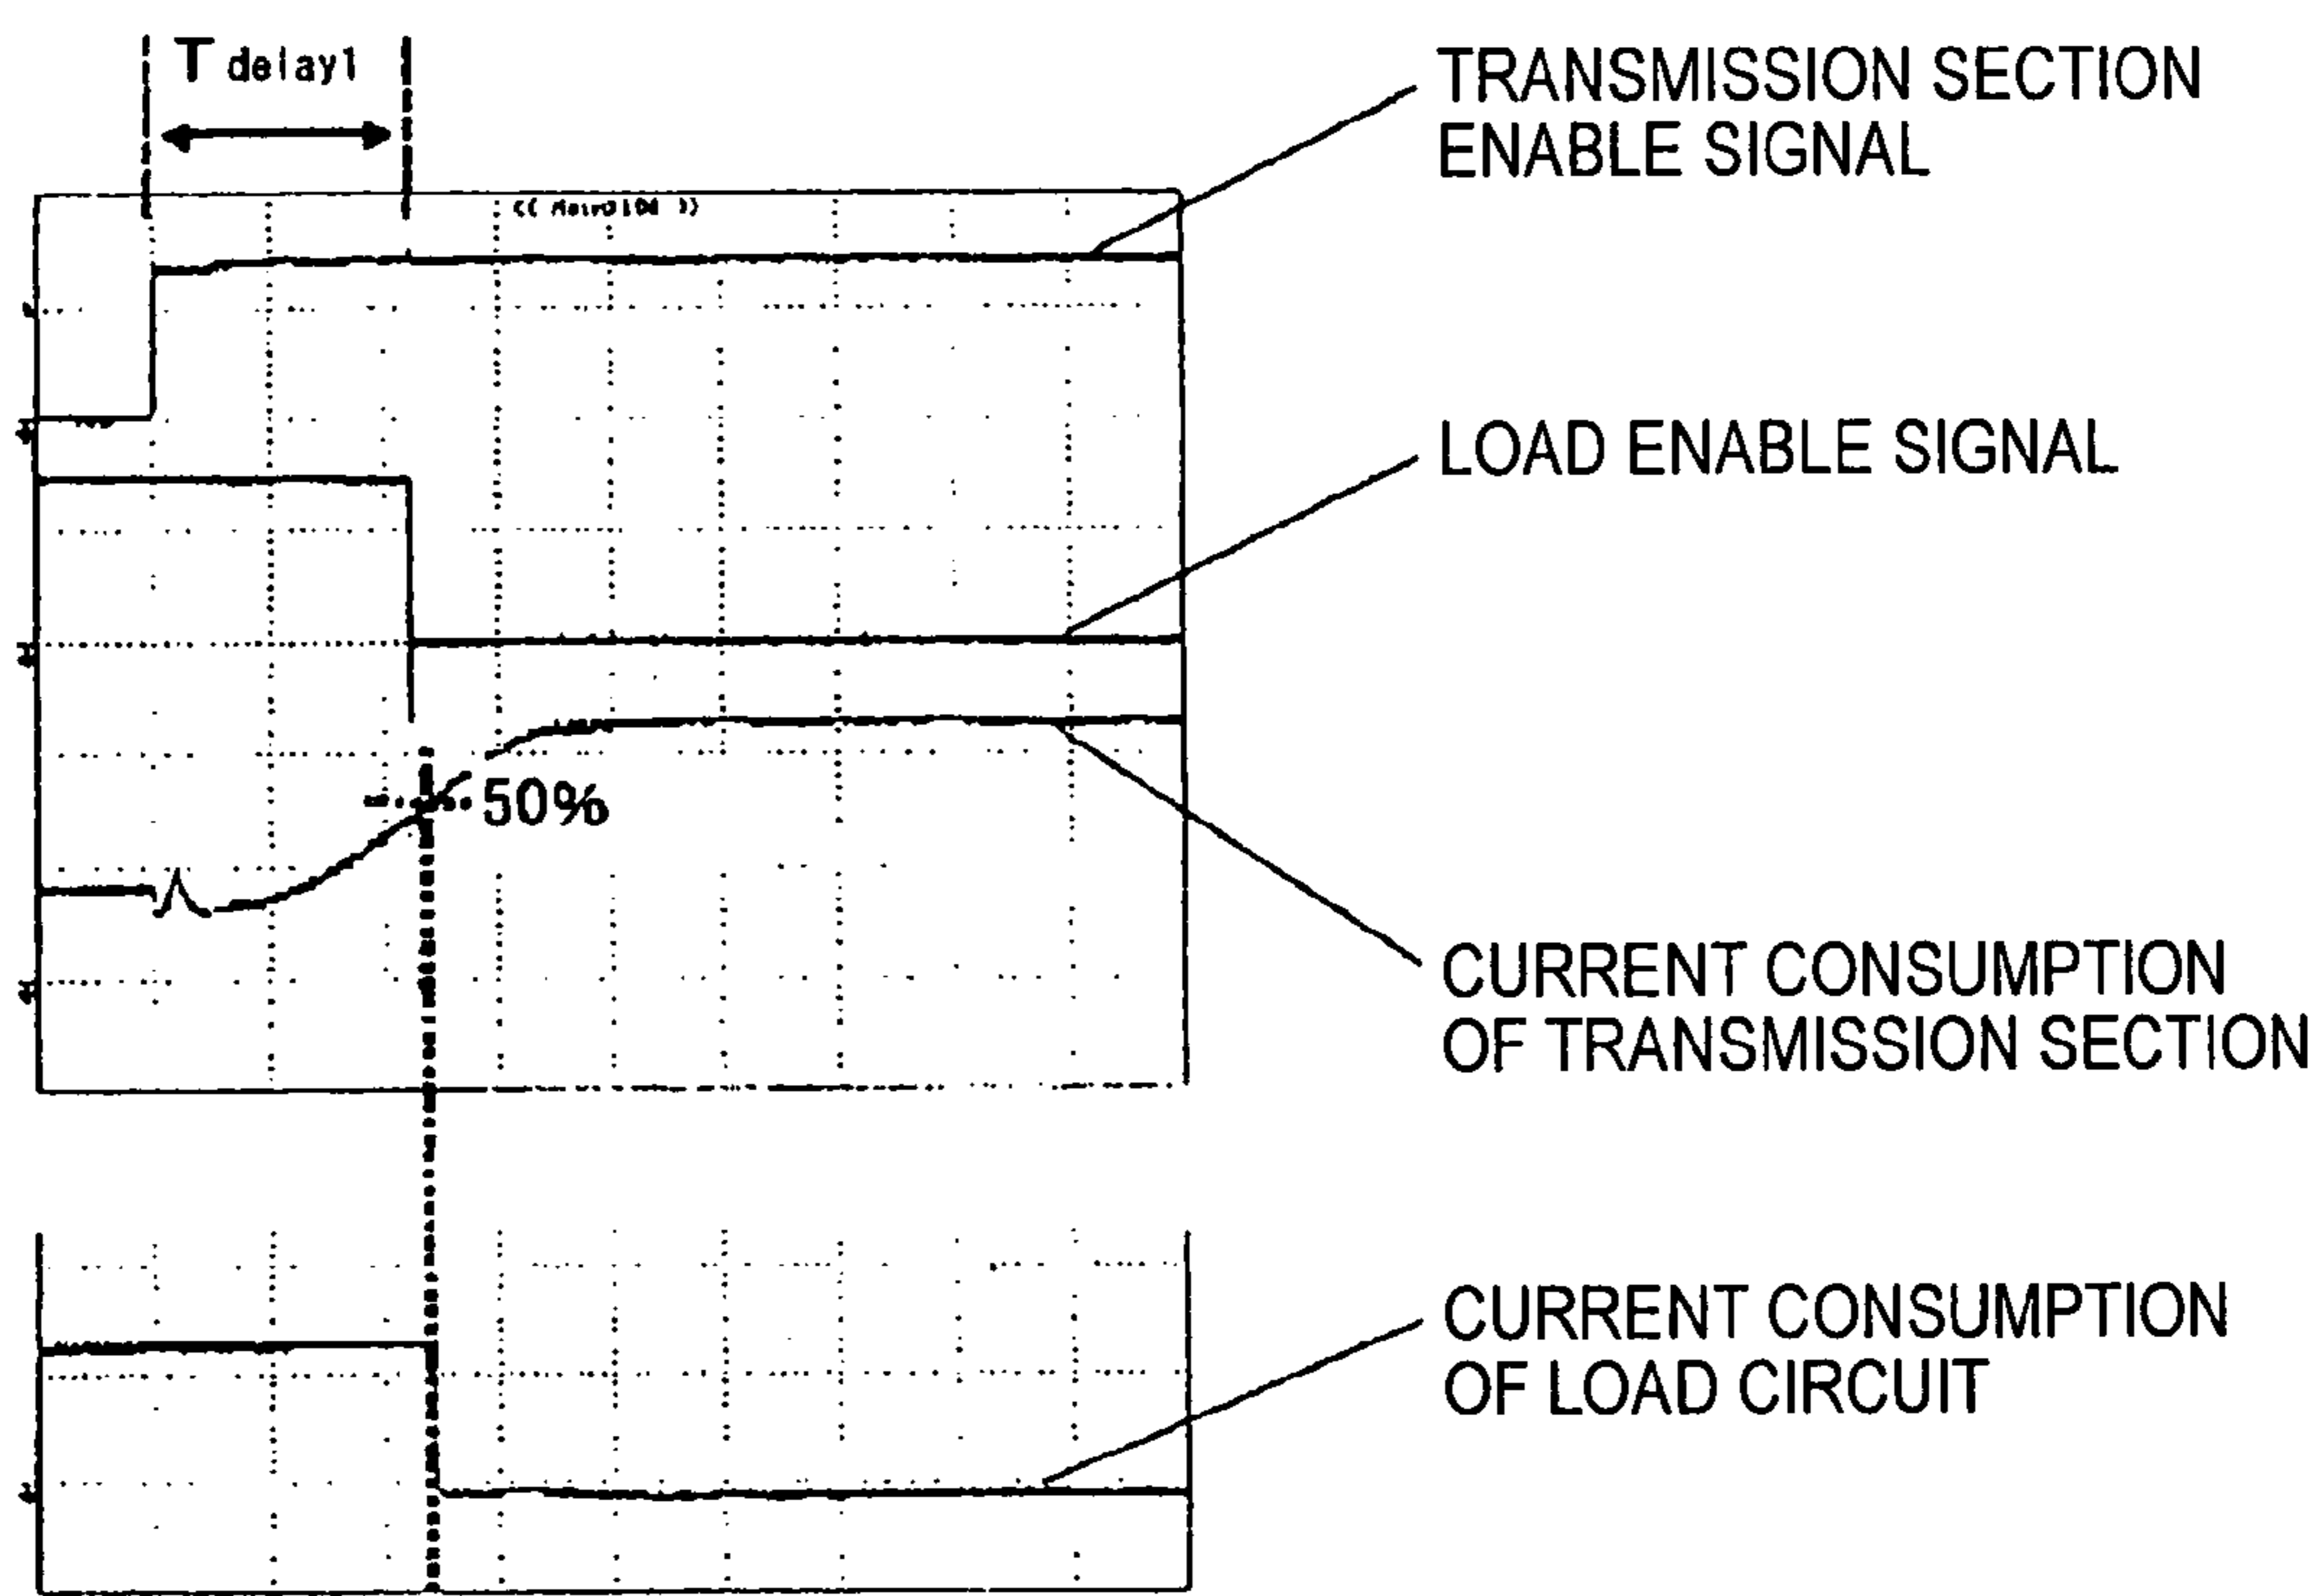 T delay1
TRANSMISSION SECTION
ENABLE SIGNAL
LOAD ENABLE SIGNAL
50%
CURRENT CONSUMPTION
OF TRANSMISSION SECTION
CURRENT CONSUMPTION
OF LOAD CIRCUIT